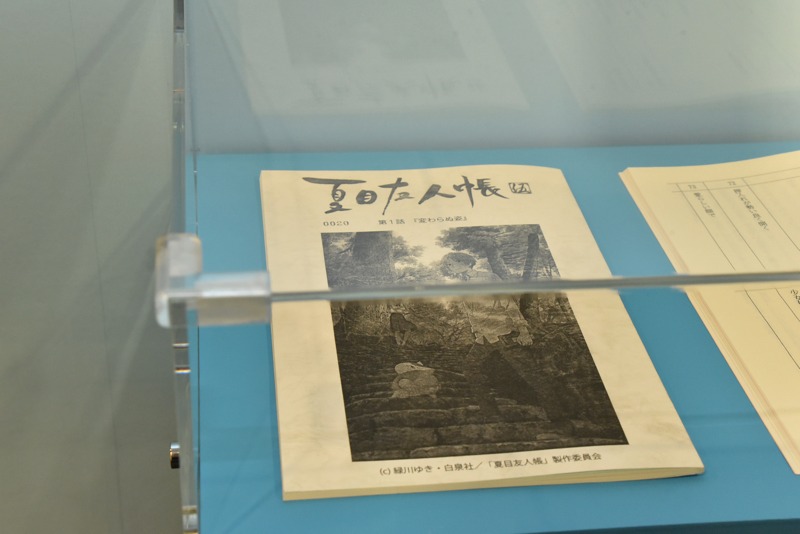 夏目友人帳 伍
0020 第1話 『変わらぬ姿』
(c) 緑川ゆき・白泉社／「夏目友人帳」製作委員会